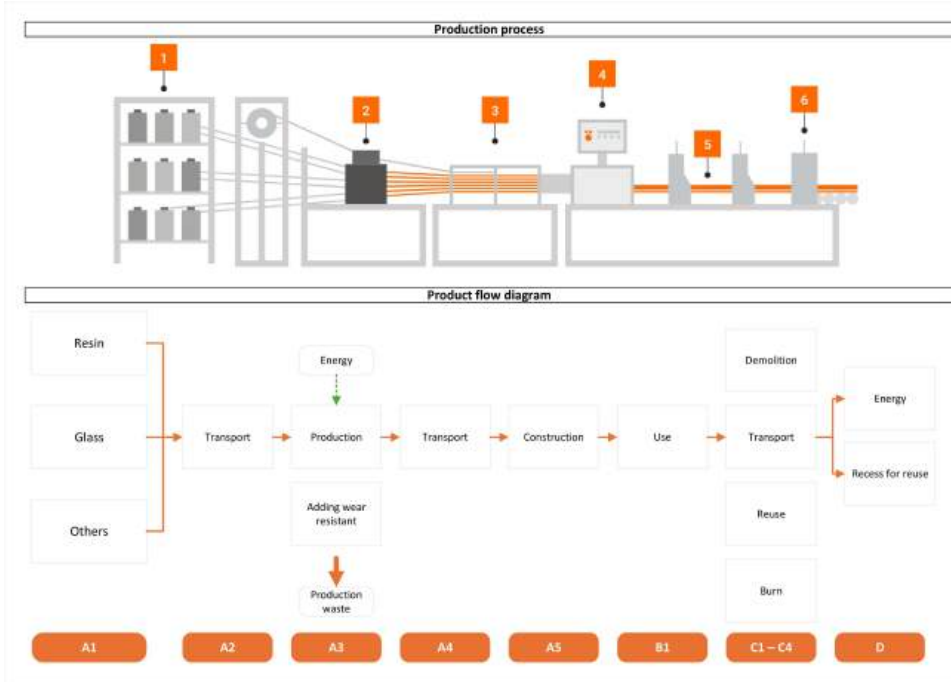 Production process
1
2
3
4
5
6
Product flow diagram
Resin
Glass
Others
Transport
Energy
Production
Adding wear
resistant
Production
waste
Transport
Construction
Use
Demolition
Transport
Reuse
Burn
Energy
Recess for reuse
A1
A2
A3
A4
A5
B1
C1 – C4
D